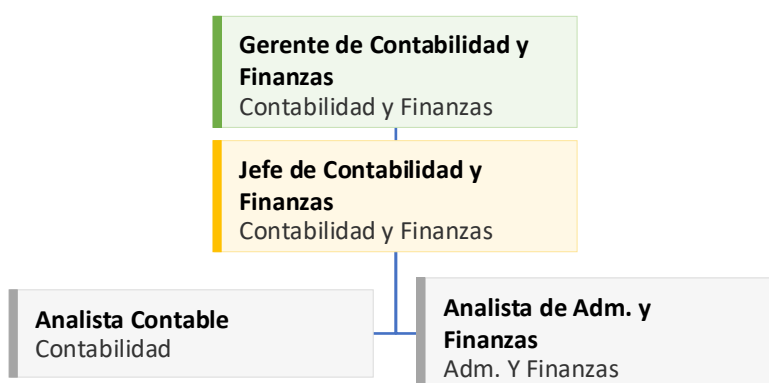 Gerente de Contabilidad y
Finanzas
Contabilidad y Finanzas
Jefe de Contabilidad y
Finanzas
Contabilidad y Finanzas
Analista Contable
Contabilidad
Analista de Adm. y
Finanzas
Adm. Y Finanzas